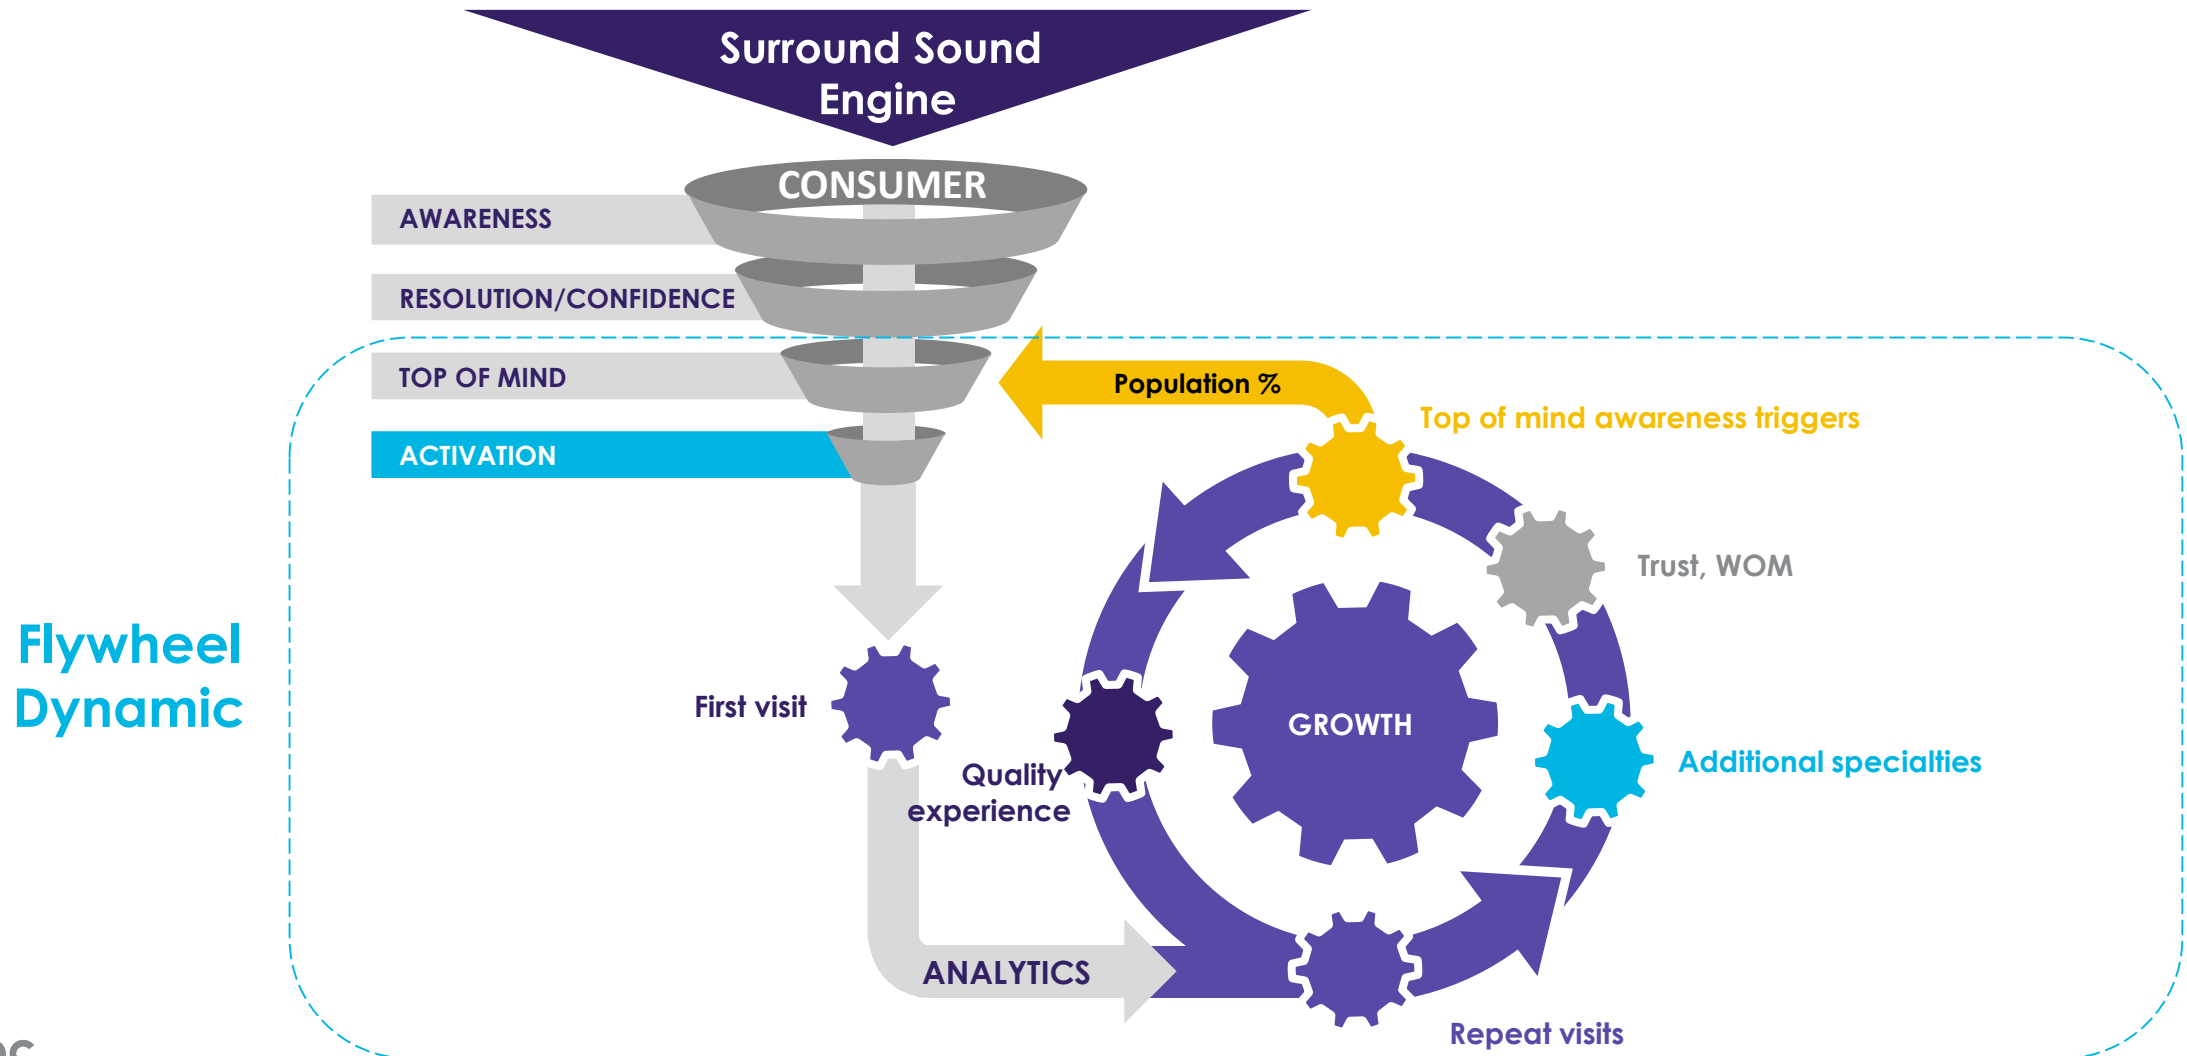 Surround Sound
Engine
CONSUMER
AWARENESS
RESOLUTION/CONFIDENCE
TOP OF MIND
ACTIVATION
Population %
Top of mind awareness triggers
Trust, WOM
Flywheel
Dynamic
First visit
GROWTH
Quality
experience
Additional specialties
ANALYTICS
Repeat visits